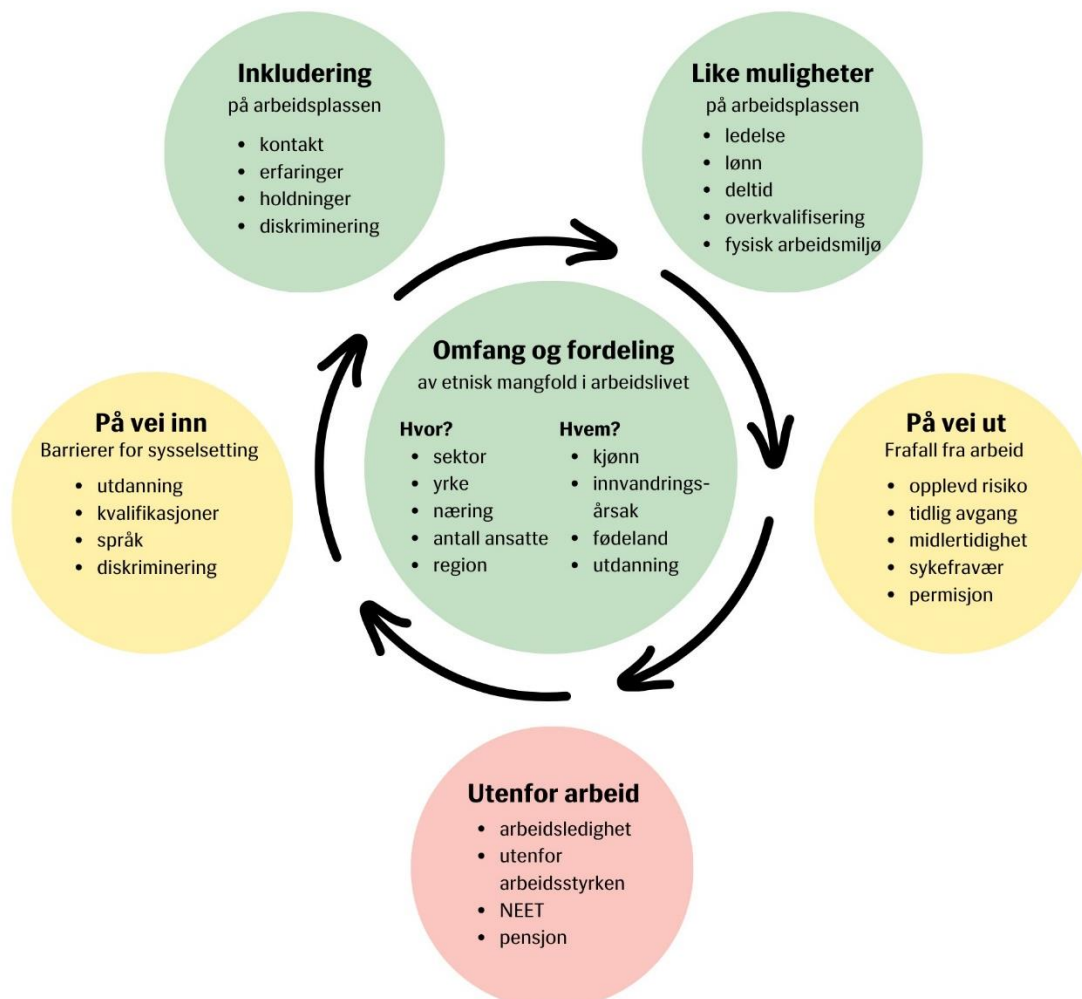 Inkludering
på arbeidsplassen
• kontakt
• erfaringer
• holdninger
• diskriminering
Like muligheter
på arbeidsplassen
• ledelse
• lønn
• deltid
• overkvalifisering
• fysisk arbeidsmiljø
Omfang og fordeling
av etnisk mangfold i arbeidslivet
Hvor?
• sektor
• yrke
• næring
• antall ansatte
• region
Hvem?
• kjønn
• innvandrings-
årsak
• fødeland
• utdanning
På vei inn
Barrierer for sysselsetting
• utdanning
• kvalifikasjoner
• språk
• diskriminering
På vei ut
Frafall fra arbeid
• opplevd risiko
• tidlig avgang
• midlertidighet
• sykefravær
• permisjon
Utenfor arbeid
• arbeidsledighet
• utenfor
arbeidsstyrken
• NEET
• pensjon